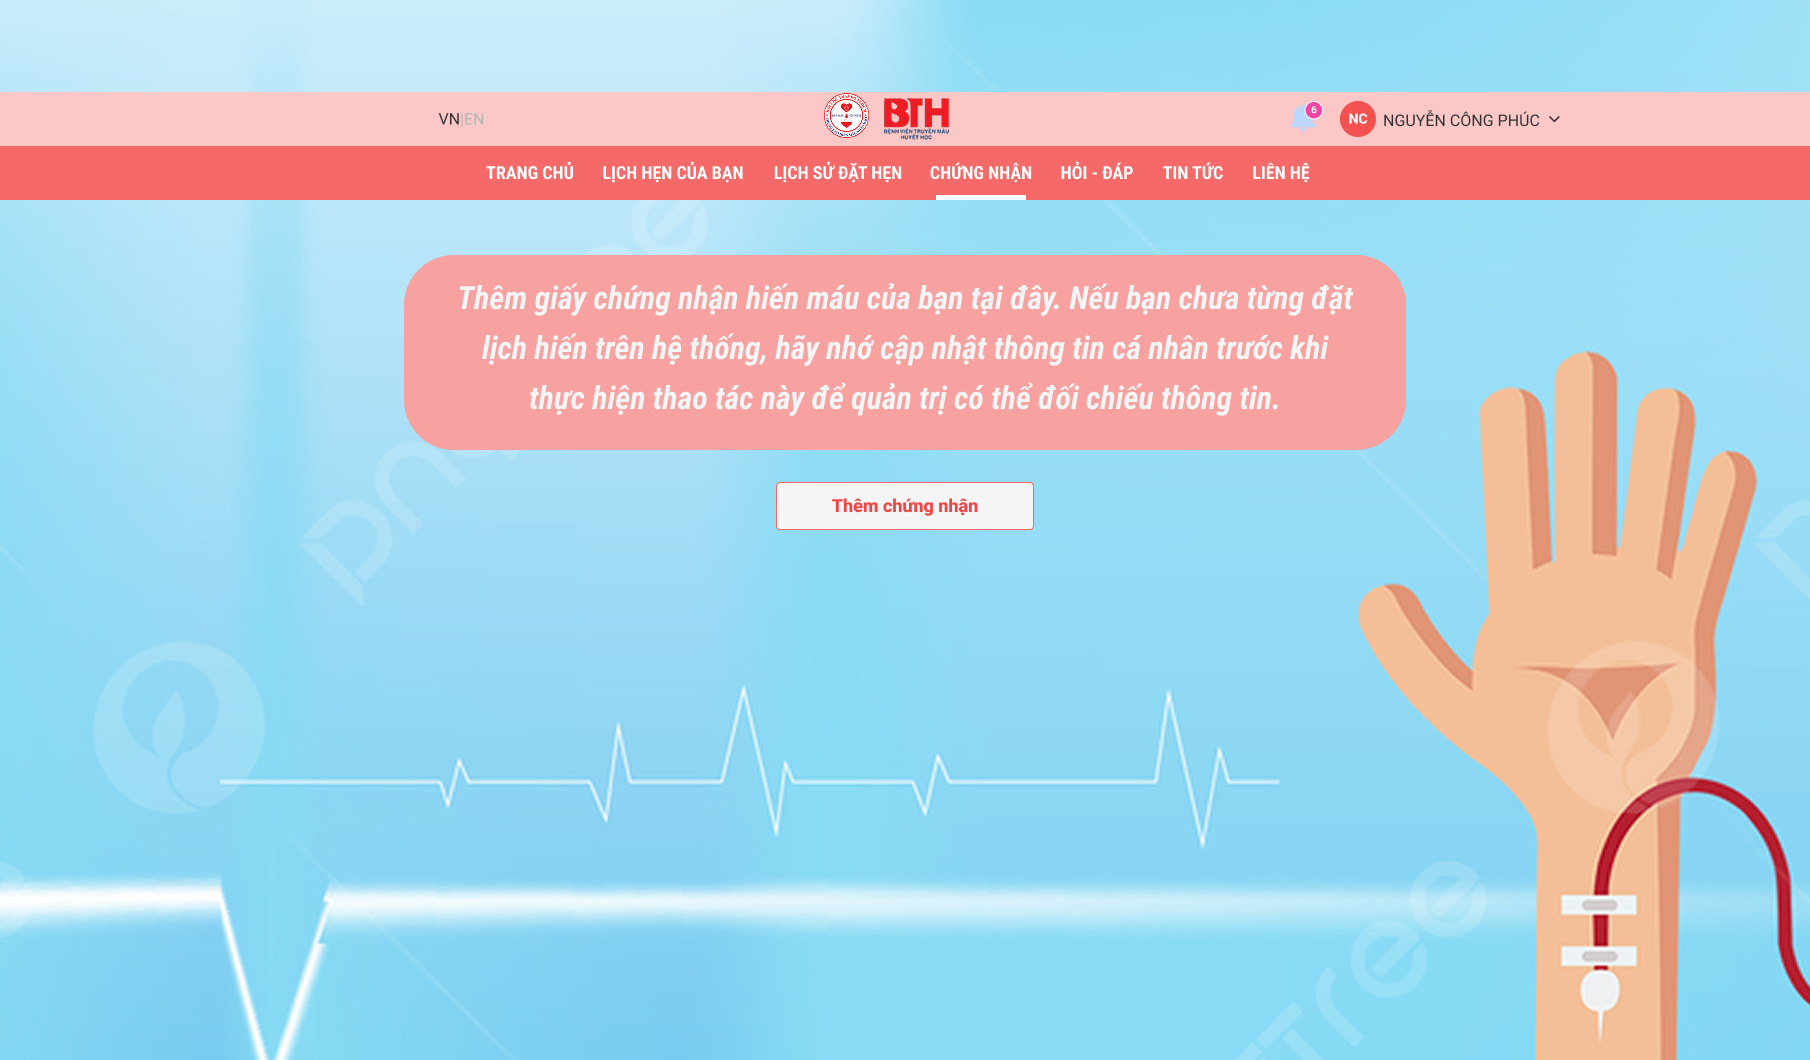 VN|EN
BTH
BỆNH VIỆN TRUYỀN MÁU
HUYẾT HỌC
6
NC
NGUYỄN CÔNG PHÚC
TRANG CHỦ
LỊCH HẸN CỦA BẠN
LỊCH SỬ ĐẶT HẸN
CHỨNG NHẬN
HỎI - ĐÁP
TIN TỨC
LIÊN HỆ
Thêm giấy chứng nhận hiến máu của bạn tại đây. Nếu bạn chưa từng đặt
lịch hiến trên hệ thống, hãy nhớ cập nhật thông tin cá nhân trước khi
thực hiện thao tác này để quản trị có thể đối chiếu thông tin.
Thêm chứng nhận